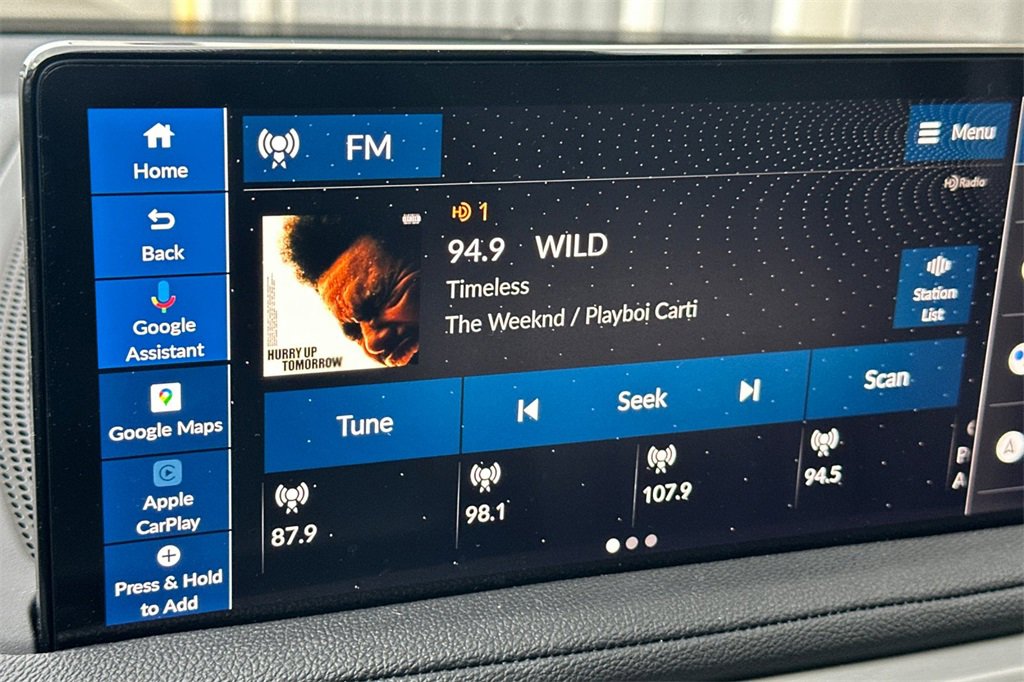 Home
Back
Google
Assistant
Google Maps
Apple
CarPlay
Press & Hold
to Add
FM
Menu
HD Radio
HD 1
94.9 WILD
Timeless
The Weeknd / Playboi Carti
HURRY UP
TOMORROW
Station
List
Tune
Seek
Scan
87.9
98.1
107.9
94.5
P
A